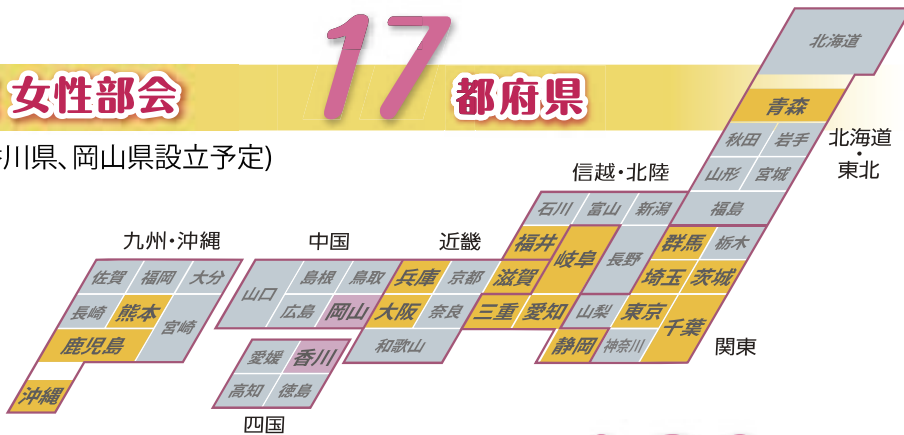 女性部会 17 都府県
川県、岡山県設立予定)
北海道
青森
秋田 岩手
山形 宮城
福島
北海道・東北
信越・北陸
石川 富山 新潟
福井 岐阜 長野
群馬 栃木
埼玉 茨城
山梨 東京 千葉
静岡 神奈川
関東
近畿
兵庫 京都 滋賀
大阪 奈良 三重 愛知
和歌山
中国
山口 島根 鳥取
広島 岡山
愛媛 香川
高知 徳島
四国
九州・沖縄
佐賀 福岡 大分
長崎 熊本 宮崎
鹿児島
沖縄